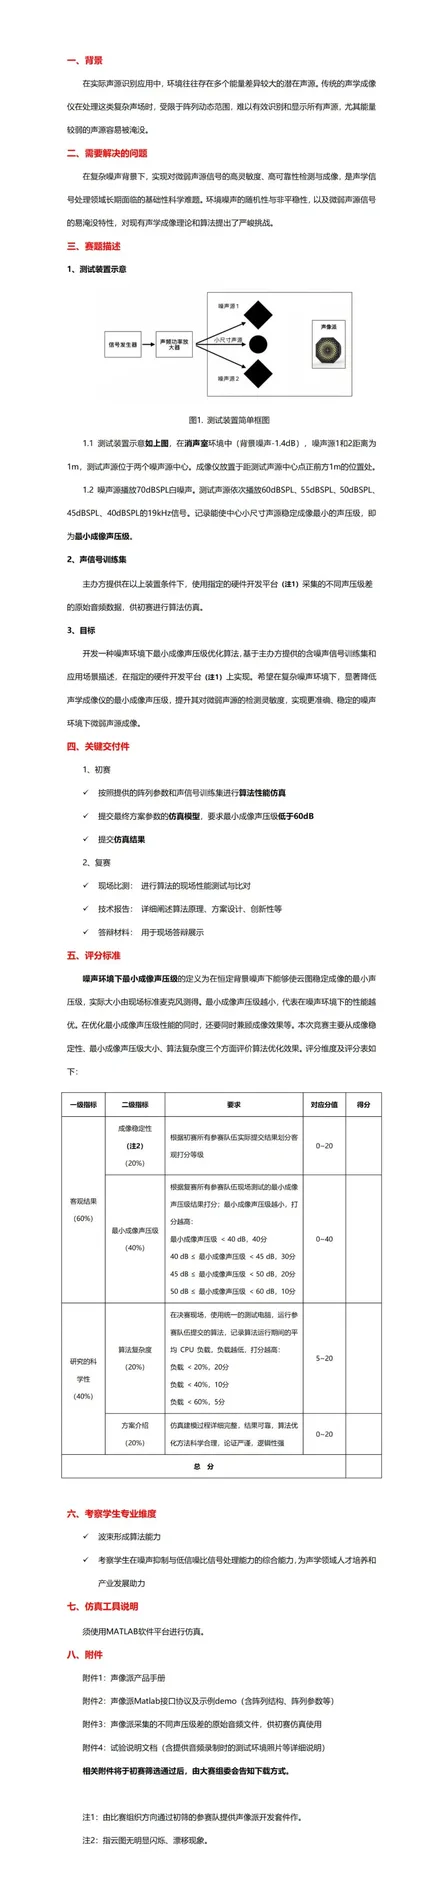 一、背景
在实际声源识别应用中，环境往往存在多个能量差异较大的潜在声源。传统的声学成像
仪在处理这类复杂声场时，受限于阵列动态范围，难以有效识别和显示所有声源，尤其能量
较弱的声源容易被淹没。
二、需要解决的问题
在复杂噪声背景下，实现对微弱声源信号的高灵敏度、高可靠性检测与成像，是声学信
号处理领域长期面临的基础性科学难题。环境噪声的随机性与非平稳性，以及微弱声源信号
的易淹没特性，对现有声学成像理论和算法提出了严峻挑战。
三、赛题描述
1、测试装置示意
噪声源1
声像派
信号发生器
声频功率放
大器
小尺寸声源
噪声源2
图1. 测试装置简单框图
1.1 测试装置示意如上图，在消声室环境中（背景噪声-1.4dB），噪声源1和2距离为
1m，测试声源位于两个噪声源中心。成像仪放置于距测试声源中心点正前方1m的位置处。
1.2 噪声源播放70dBSPL白噪声。测试声源依次播放60dBSPL、55dBSPL、50dBSPL、
45dBSPL、40dBSPL的19kHz信号。记录能使中心小尺寸声源稳定成像最小的声压级，即
为最小成像声压级。
2、声信号训练集
主办方提供在以上装置条件下，使用指定的硬件开发平台（注1）采集的不同声压级差
的原始音频数据，供初赛进行算法仿真。
3、目标
开发一种噪声环境下最小成像声压级优化算法，基于主办方提供的含噪声信号训练集和
应用场景描述，在指定的硬件开发平台（注1）上实现。希望在复杂噪声环境下，显著降低
声学成像仪的最小成像声压级，提升其对微弱声源的检测灵敏度，实现更准确、稳定的噪声
环境下微弱声源成像。
四、关键交付件
1、初赛
✓ 按照提供的阵列参数和声信号训练集进行算法性能仿真
✓ 提交最终方案参数的仿真模型，要求最小成像声压级低于60dB
✓ 提交仿真结果
2、复赛
✓ 现场比测： 进行算法的现场性能测试与比对
✓ 技术报告： 详细阐述算法原理、方案设计、创新性等
✓ 答辩材料： 用于现场答辩展示
五、评分标准
噪声环境下最小成像声压级的定义为在恒定背景噪声下能够使云图稳定成像的最小声
压级，实际大小由现场标准麦克风测得。最小成像声压级越小，代表在噪声环境下的性能越
优。在优化最小成像声压级性能的同时，还要同时兼顾成像效果等。本次竞赛主要从成像稳
定性、最小成像声压级大小、算法复杂度三个方面评价算法优化效果。评分维度及评分表如
下：
一级指标 二级指标 要求 对应分值 得分
客观结果
（60%）
成像稳定性
（注2）
（20%）
根据初赛所有参赛队伍实际提交结果划分客
观打分等级
0~20
最小成像声压级
（40%）
根据复赛所有参赛队伍现场测试的最小成像
声压级结果打分；最小成像声压级越小，打
分越高：
最小成像声压级 < 40 dB，40分
40 dB ≤ 最小成像声压级 < 45 dB，30分
45 dB ≤ 最小成像声压级 < 50 dB，20分
50 dB ≤ 最小成像声压级 < 60 dB，10分
0~40
研究的科
学性
（40%）
算法复杂度
（20%）
在决赛现场，使用统一的测试电脑，运行参
赛队伍提交的算法，记录算法运行期间的平
均 CPU 负载，负载越低，打分越高：
负载 < 20%，20分
负载 < 40%，10分
负载 < 60%，5分
5~20
方案介绍
（20%）
仿真建模过程详细完整，结果可靠，算法优
化方法科学合理，论证严谨，逻辑性强
0~20
总 分
六、考察学生专业维度
✓ 波束形成算法能力
✓ 考察学生在噪声抑制与低信噪比信号处理能力的综合能力，为声学领域人才培养和
产业发展助力
七、仿真工具说明
须使用MATLAB软件平台进行仿真。
八、附件
附件1：声像派产品手册
附件2：声像派Matlab接口协议及示例demo（含阵列结构、阵列参数等）
附件3：声像派采集的不同声压级差的原始音频文件，供初赛仿真使用
附件4：试验说明文档（含提供音频录制时的测试环境照片等详细说明）
相关附件将于初赛筛选通过后，由大赛组委会告知下载方式。
注1：由比赛组织方向通过初筛的参赛队提供声像派开发套件作。
注2：指云图无明显闪烁、漂移现象。